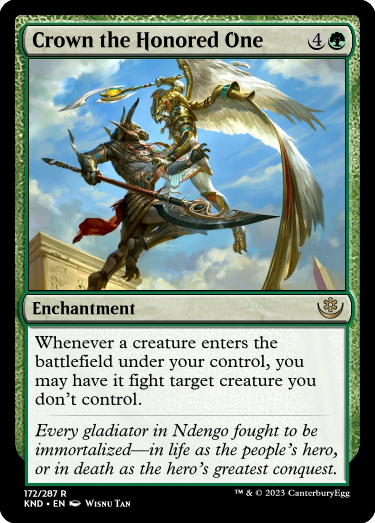 Crown the Honored One 4
Enchantment
Whenever a creature enters the
battlefield under your control, you
may have it fight target creature you
don't control.
Every gladiator in Ndengo fought to be
immortalized—in life as the people's hero,
or in death as the hero's greatest conquest.
172/287 R
KND • EN Wisnu Tan
™ & © 2023 CanterburyEgg